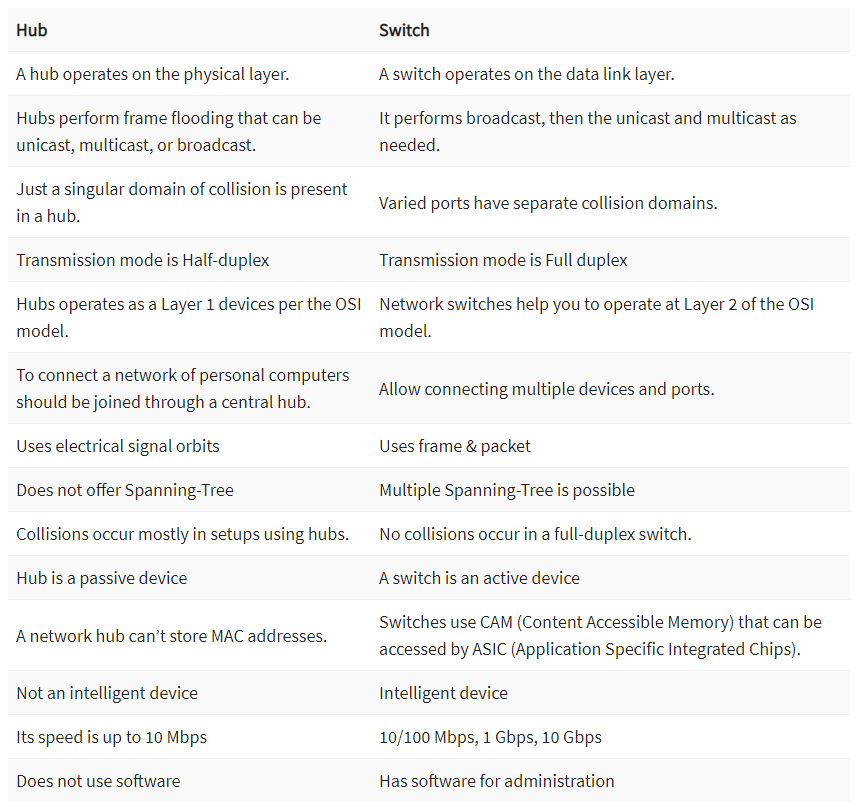 Hub Switch
A hub operates on the physical layer. A switch operates on the data link layer.
Hubs perform frame flooding that can be
unicast, multicast, or broadcast.
It performs broadcast, then the unicast and multicast as
needed.
Just a singular domain of collision is present
in a hub.
Varied ports have separate collision domains.
Transmission mode is Half-duplex Transmission mode is Full duplex
Hubs operates as a Layer 1 devices per the OSI
model.
Network switches help you to operate at Layer 2 of the OSI
model.
To connect a network of personal computers
should be joined through a central hub.
Allow connecting multiple devices and ports.
Uses electrical signal orbits Uses frame & packet
Does not offer Spanning-Tree Multiple Spanning-Tree is possible
Collisions occur mostly in setups using hubs. No collisions occur in a full-duplex switch.
Hub is a passive device A switch is an active device
A network hub can’t store MAC addresses.
Switches use CAM (Content Accessible Memory) that can be
accessed by ASIC (Application Specific Integrated Chips).
Not an intelligent device Intelligent device
Its speed is up to 10 Mbps 10/100 Mbps, 1 Gbps, 10 Gbps
Does not use software Has software for administration